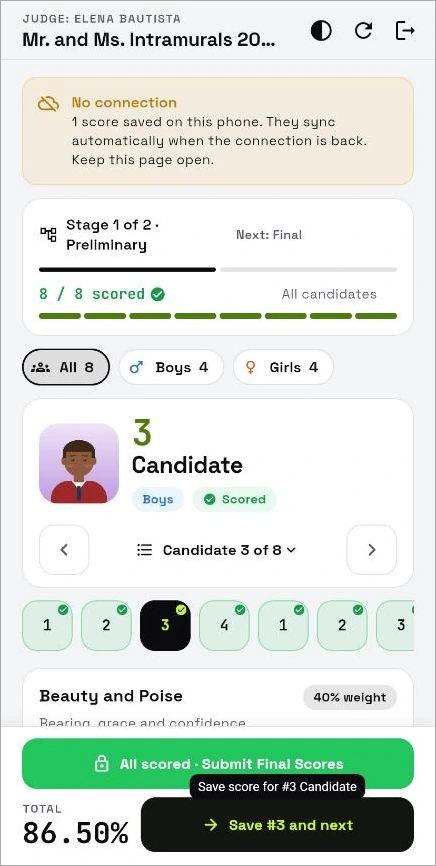 JUDGE: ELENA BAUTISTA
Mr. and Ms. Intramurals 20...
No connection
1 score saved on this phone. They sync
automatically when the connection is back.
Keep this page open.
Stage 1 of 2 ·
Preliminary
Next: Final
8 / 8 scored
All candidates
All 8
Boys 4
Girls 4
3
Candidate
Boys
Scored
Candidate 3 of 8
1 2 3 4 1 2 3
Beauty and Poise
40% weight
Bearing, grace and confidence
All scored · Submit Final Scores
Save score for #3 Candidate
TOTAL
86.50%
Save #3 and next